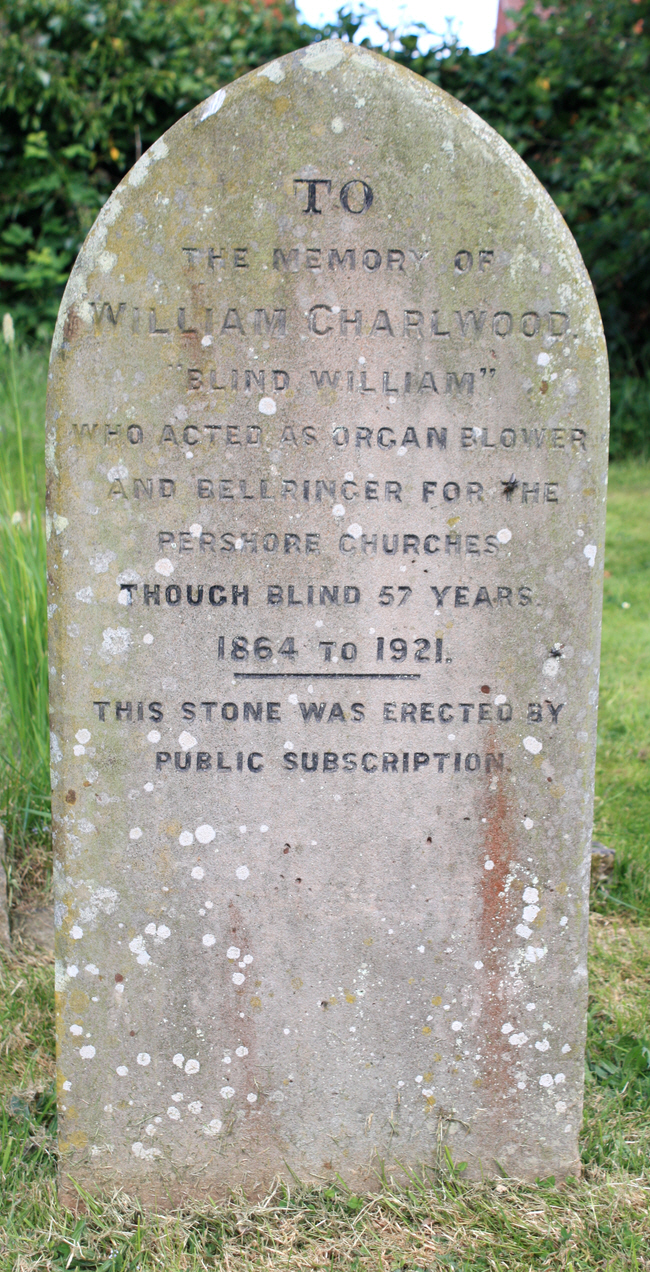 TO
THE MEMORY OF
WILLIAM CHARLWOOD.
"BLIND WILLIAM"
WHO ACTED AS ORGAN BLOWER
AND BELLRINGER FOR THE
PERSHORE CHURCHES
THOUGH BLIND 57 YEARS.
1864 TO 1921.
THIS STONE WAS ERECTED BY
PUBLIC SUBSCRIPTION.